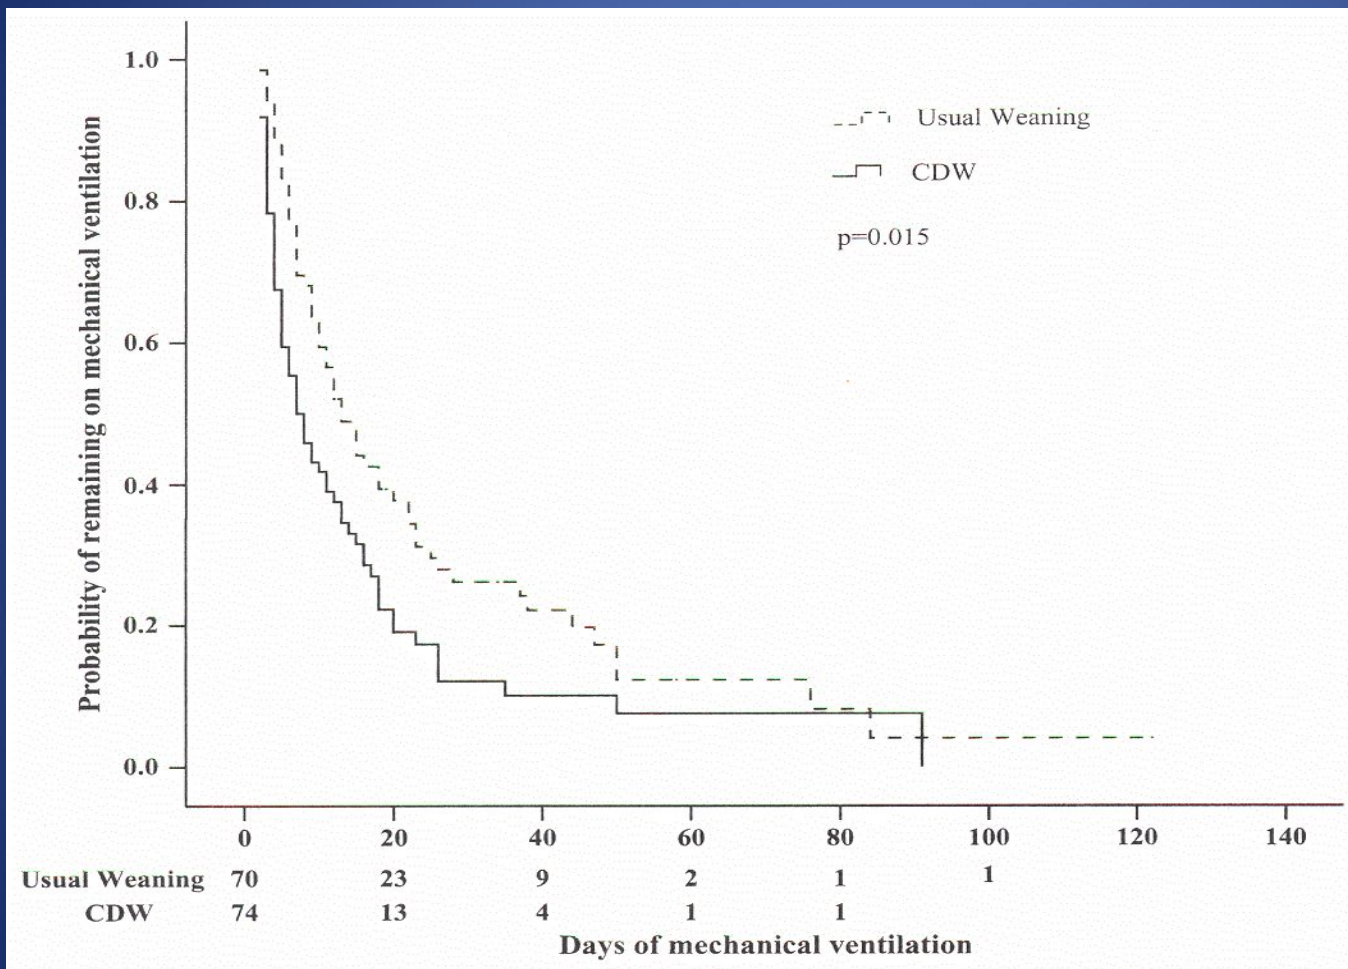 1.0
0.8
0.6
0.4
0.2
0.0
Probability of remaining on mechanical ventilation
Usual Weaning
CDW
p=0.015
0 20 40 60 80 100 120 140
Usual Weaning 70 23 9 2 1 1
CDW 74 13 4 1 1
Days of mechanical ventilation